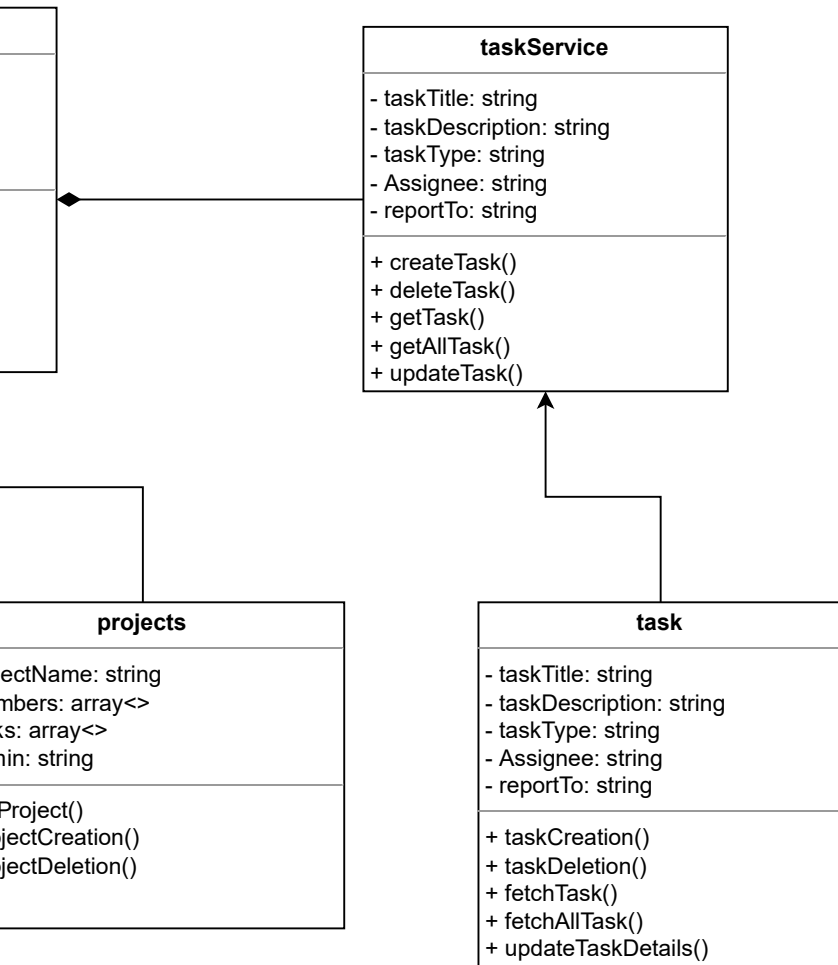 taskService
- taskTitle: string
- taskDescription: string
- taskType: string
- Assignee: string
- reportTo: string
+ createTask()
+ deleteTask()
+ getTask()
+ getAllTask()
+ updateTask()
projects
ectName: string
mbers: array<>
ks: array<>
in: string
Project()
jectCreation()
jectDeletion()
task
- taskTitle: string
- taskDescription: string
- taskType: string
- Assignee: string
- reportTo: string
+ taskCreation()
+ taskDeletion()
+ fetchTask()
+ fetchAllTask()
+ updateTaskDetails()